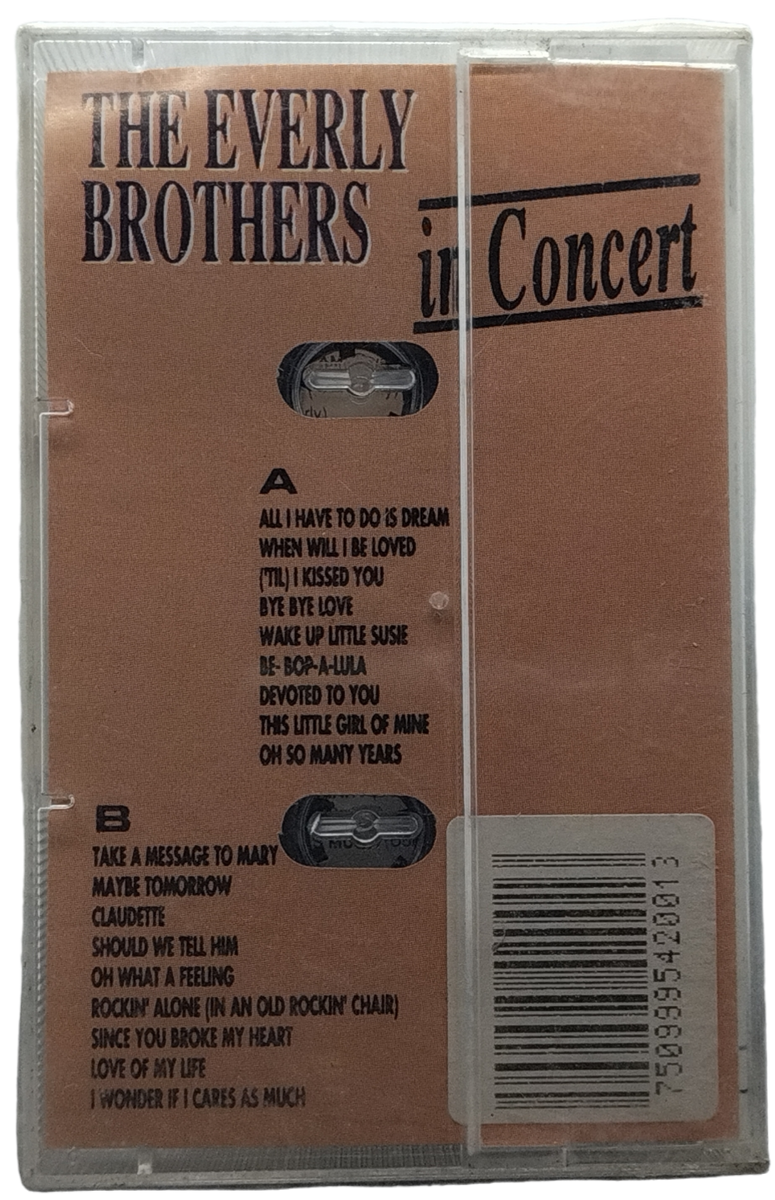 THE EVERLY
BROTHERS
in Concert
A
ALL I HAVE TO DO IS DREAM
WHEN WILL I BE LOVED
('TIL) I KISSED YOU
BYE BYE LOVE
WAKE UP LITTLE SUSIE
BE- BOP-A-LULA
DEVOTED TO YOU
THIS LITTLE GIRL OF MINE
OH SO MANY YEARS
B
TAKE A MESSAGE TO MARY
MAYBE TOMORROW
CLAUDETTE
SHOULD WE TELL HIM
OH WHAT A FEELING
ROCKIN' ALONE (IN AN OLD ROCKIN' CHAIR)
SINCE YOU BROKE MY HEART
LOVE OF MY LIFE
I WONDER IF I CARES AS MUCH
75099995420013